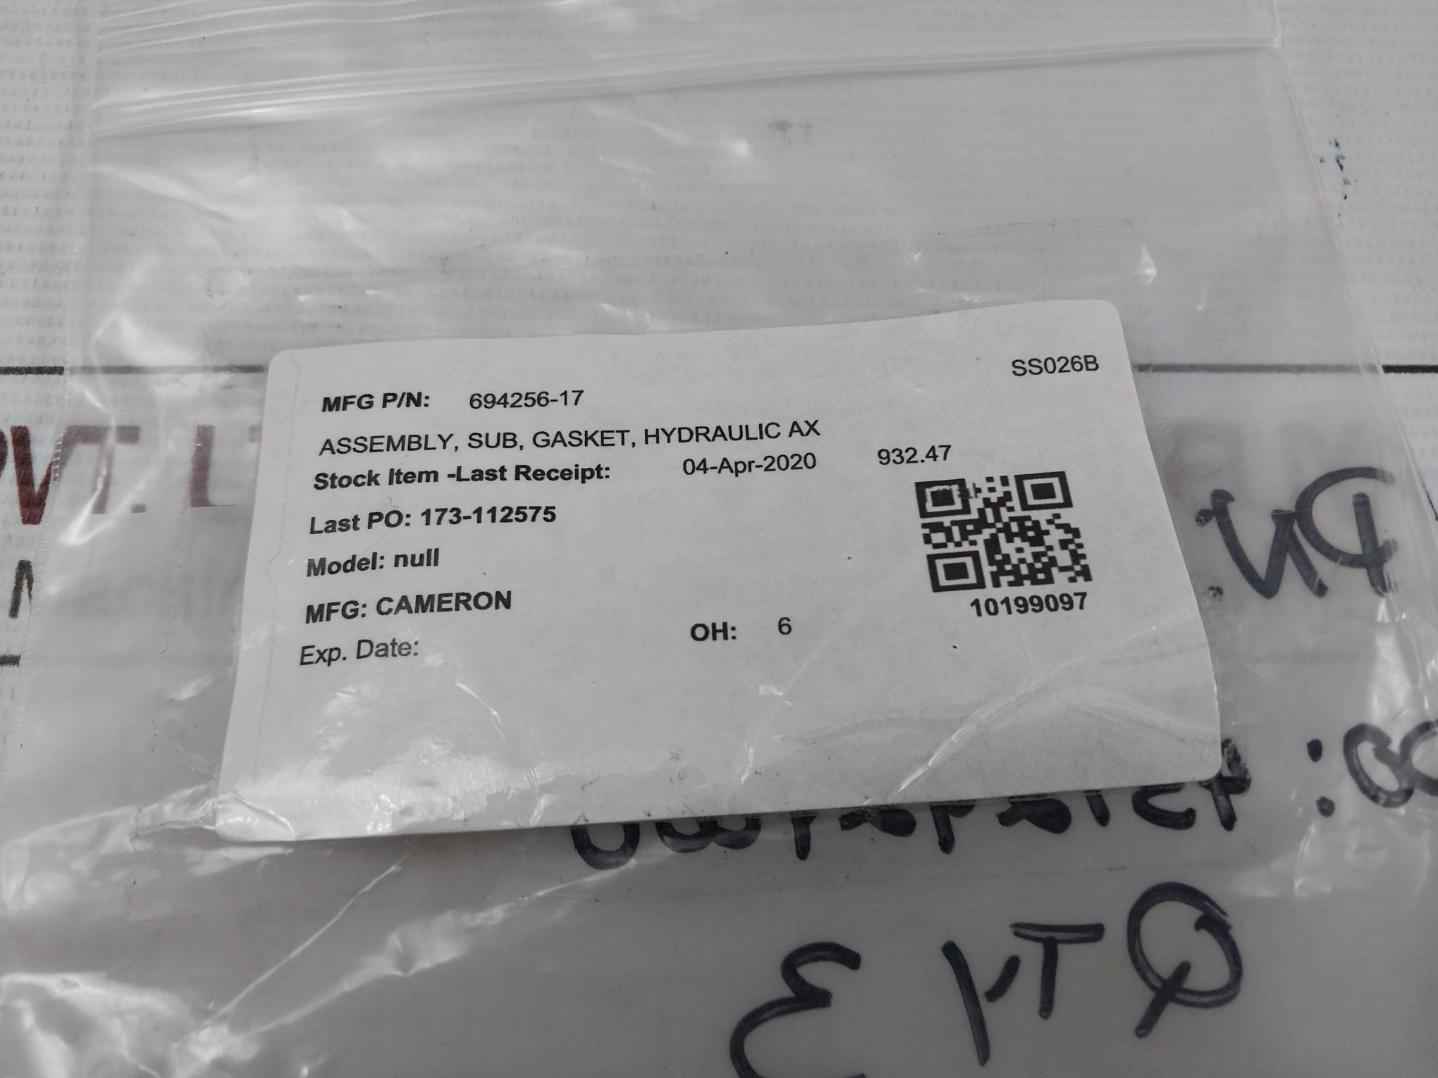 SS026B
MFG P/N: 694256-17
ASSEMBLY, SUB, GASKET, HYDRAULIC AX
Stock Item -Last Receipt: 04-Apr-2020 932.47
Last PO: 173-112575
Model: null
MFG: CAMERON
10199097
Exp. Date: OH: 6
PVT. L
PN
QTY 3